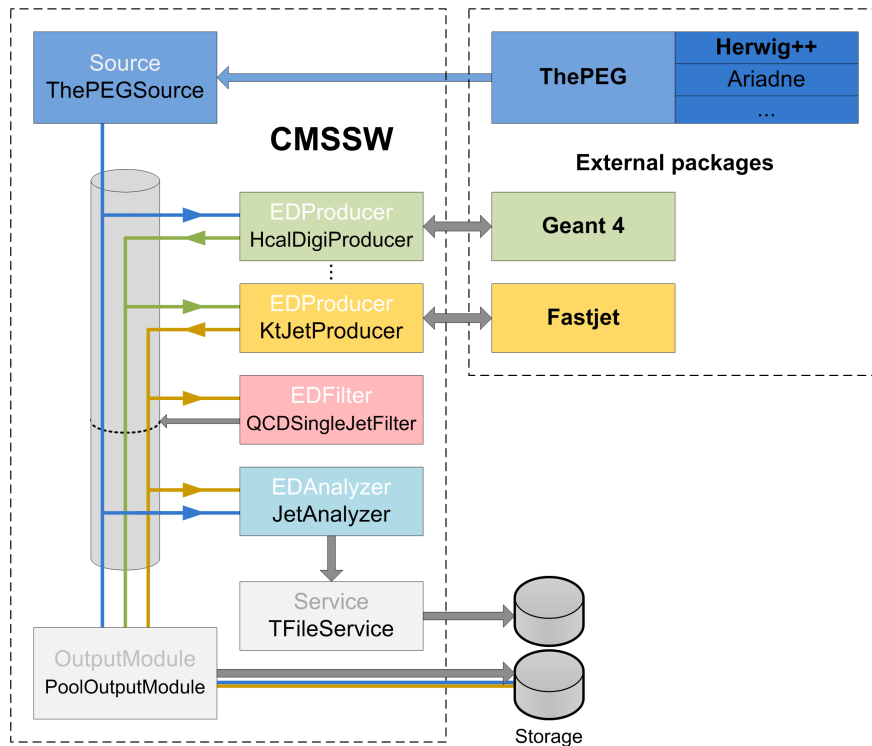 Source
ThePEGSource
ThePEG
Herwig++
Ariadne
...
CMSSW
External packages
EDProducer
HcalDigiProducer
Geant 4
...
EDProducer
KtJetProducer
Fastjet
EDFilter
QCDSingleJetFilter
EDAnalyzer
JetAnalyzer
Service
TFileService
OutputModule
PoolOutputModule
Storage